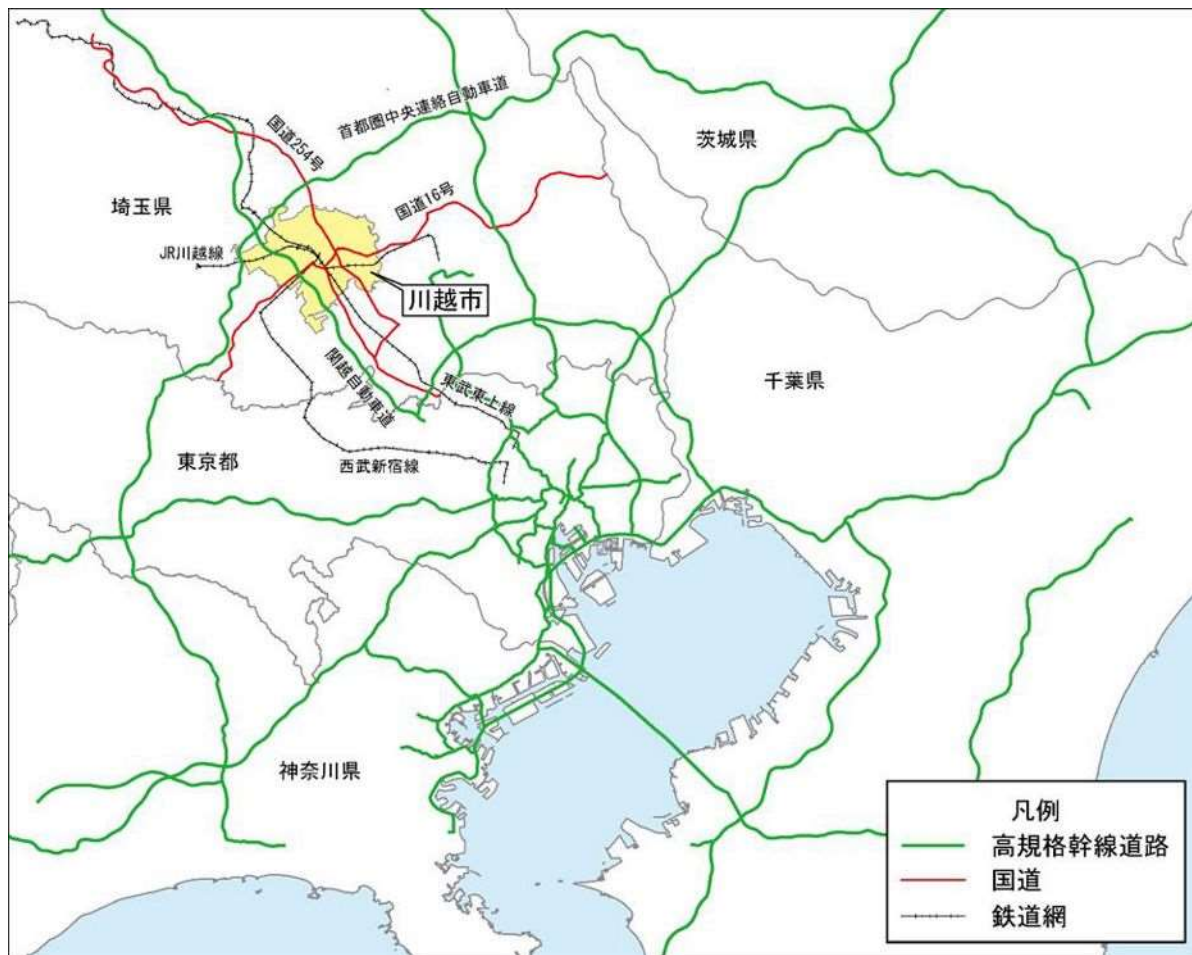 首都圏中央連絡自動車道
国道254号
茨城県
埼玉県
国道16号
JR川越線
川越市
関越自動車道
東武東上線
千葉県
東京都
西武新宿線
神奈川県
凡例
高規格幹線道路
国道
鉄道網